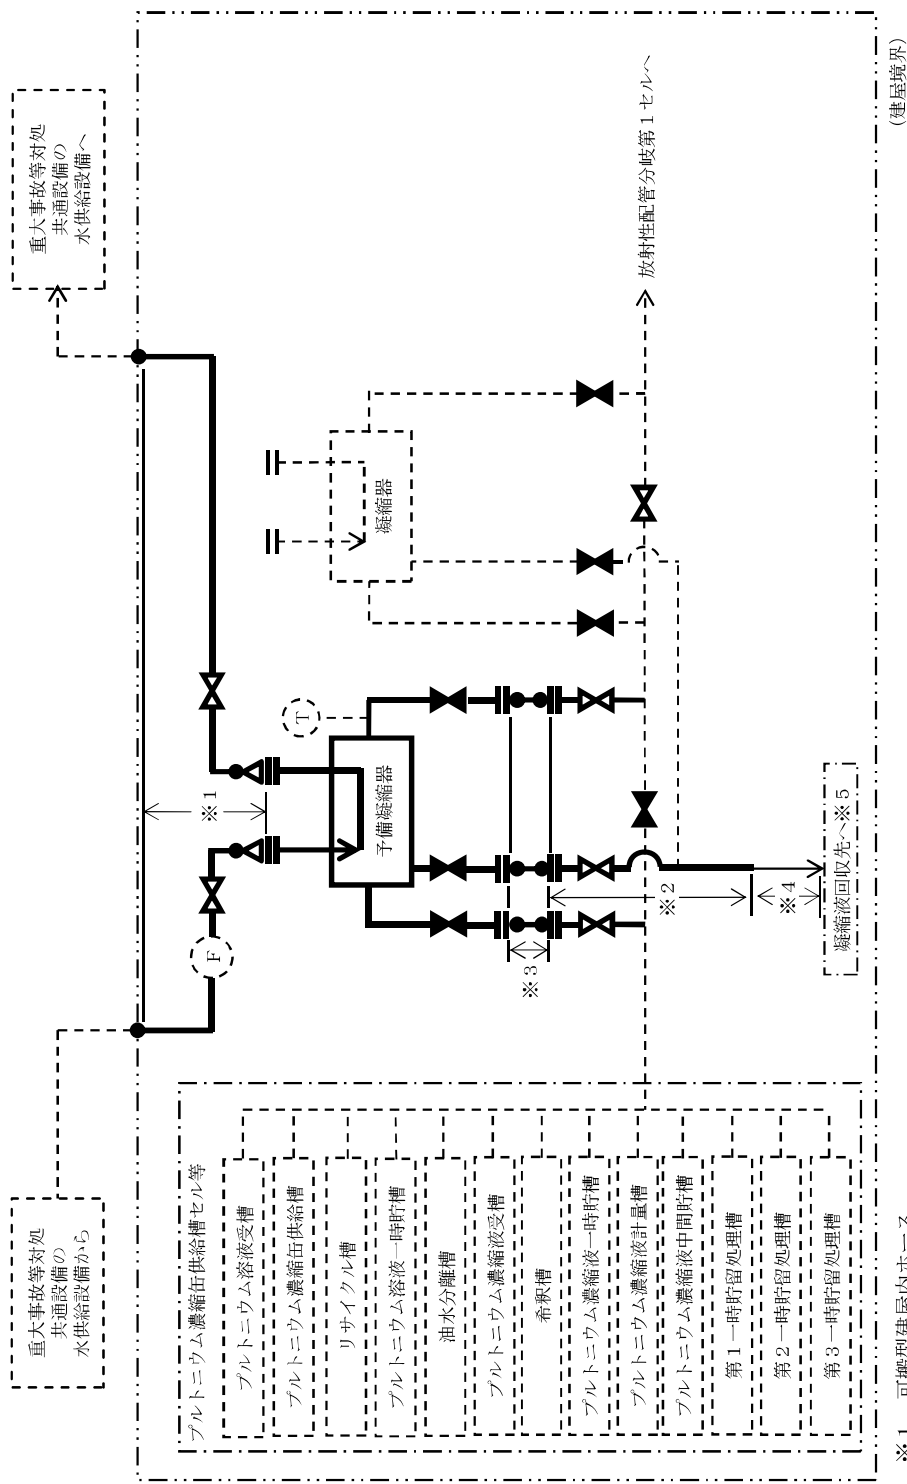 重大事故等対処
共通設備の
水供給設備から
重大事故等対処
共通設備の
水供給設備へ
(建屋境界)
プルトニウム濃縮缶供給槽セル等
プルトニウム溶液受槽
プルトニウム濃縮缶供給槽
リサイクル槽
プルトニウム溶液一時貯槽
油水分離槽
プルトニウム濃縮液受槽
希釈槽
プルトニウム濃縮液一時貯槽
プルトニウム濃縮液計量槽
プルトニウム濃縮液中間貯槽
第1一時貯留処理槽
第2一時貯留処理槽
第3一時貯留処理槽
F
※1
T
予備凝縮器
凝縮器
※3
※2
※4
凝縮液回収先へ※5
放射性配管分岐第1セルへ
※1 可搬型建屋内ホース